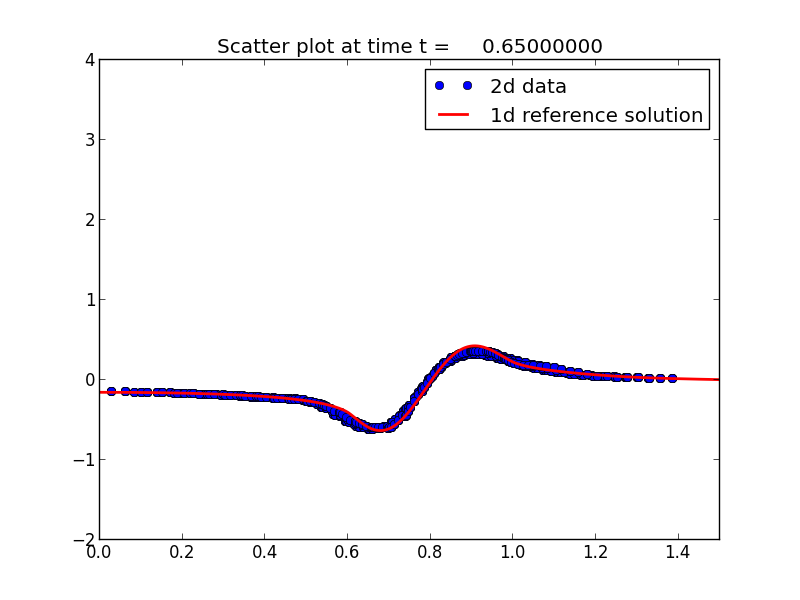 Scatter plot at time t = 0.65000000
2d data
1d reference solution
4
3
2
1
0
−1
−2
0.0 0.2 0.4 0.6 0.8 1.0 1.2 1.4